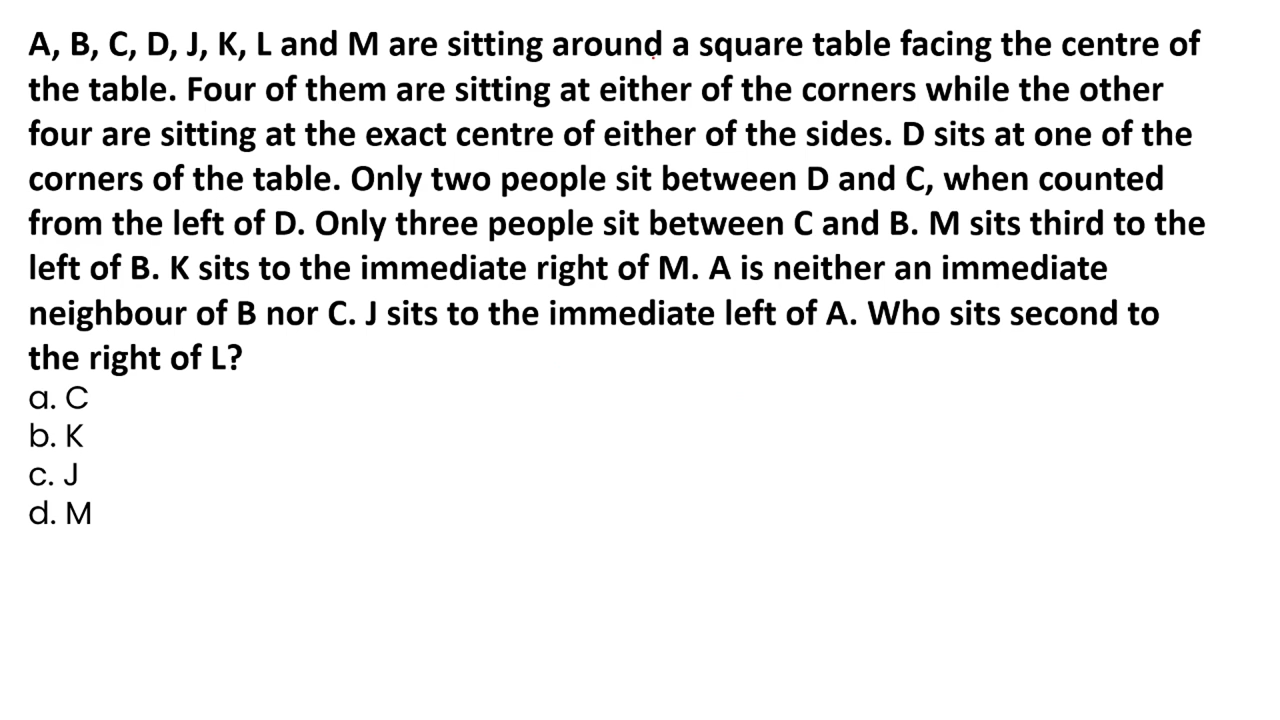 A, B, C, D, J, K, L and M are sitting around a square table facing the centre of
the table. Four of them are sitting at either of the corners while the other
four are sitting at the exact centre of either of the sides. D sits at one of the
corners of the table. Only two people sit between D and C, when counted
from the left of D. Only three people sit between C and B. M sits third to the
left of B. K sits to the immediate right of M. A is neither an immediate
neighbour of B nor C. J sits to the immediate left of A. Who sits second to
the right of L?
a. C
b. K
c. J
d. M